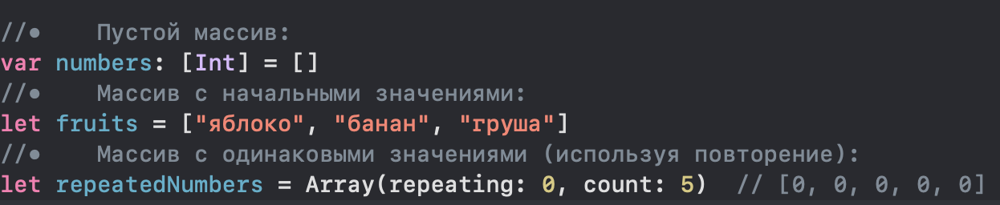 //•    Пустой массив:
var numbers: [Int] = []
//•    Массив с начальными значениями:
let fruits = ["яблоко", "банан", "груша"]
//•    Массив с одинаковыми значениями (используя повторение):
let repeatedNumbers = Array(repeating: 0, count: 5)  // [0, 0, 0, 0, 0]